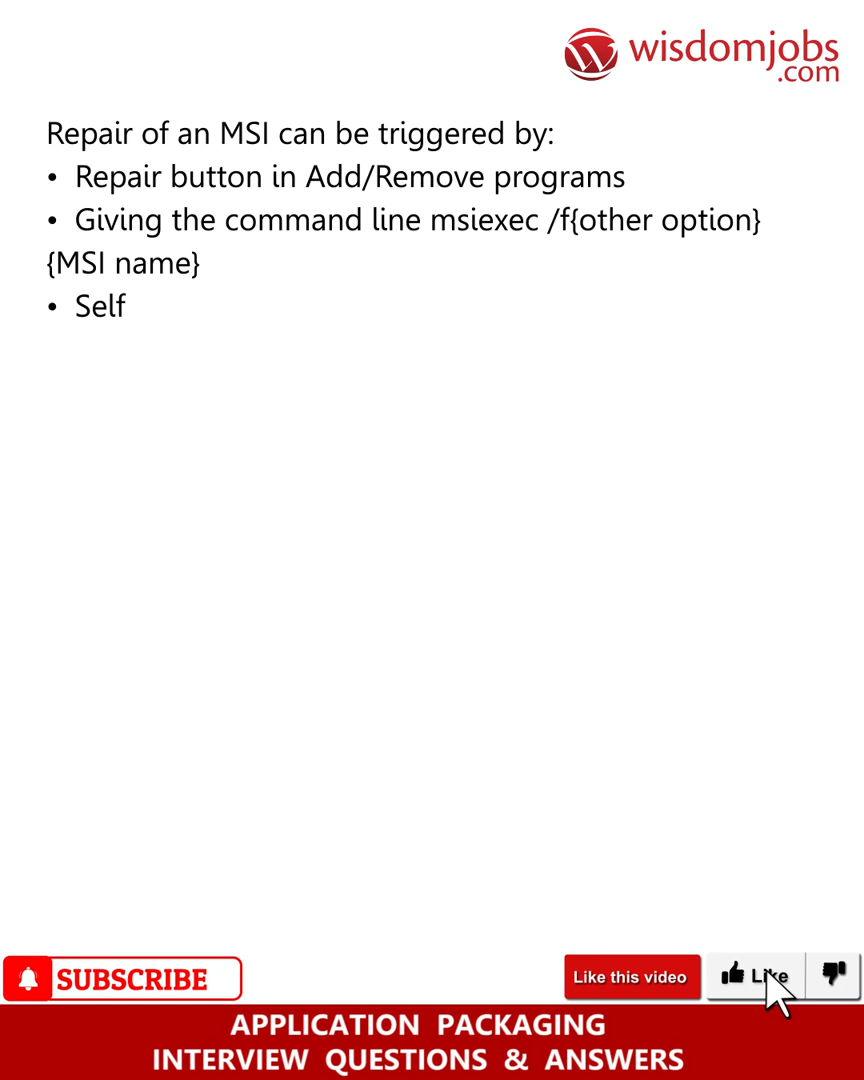 wisdomjobs
.com
Repair of an MSI can be triggered by:
• Repair button in Add/Remove programs
• Giving the command line msiexec /f{other option}
{MSI name}
• Self
SUBSCRIBE
Like this video
Like
APPLICATION PACKAGING
INTERVIEW QUESTIONS & ANSWERS